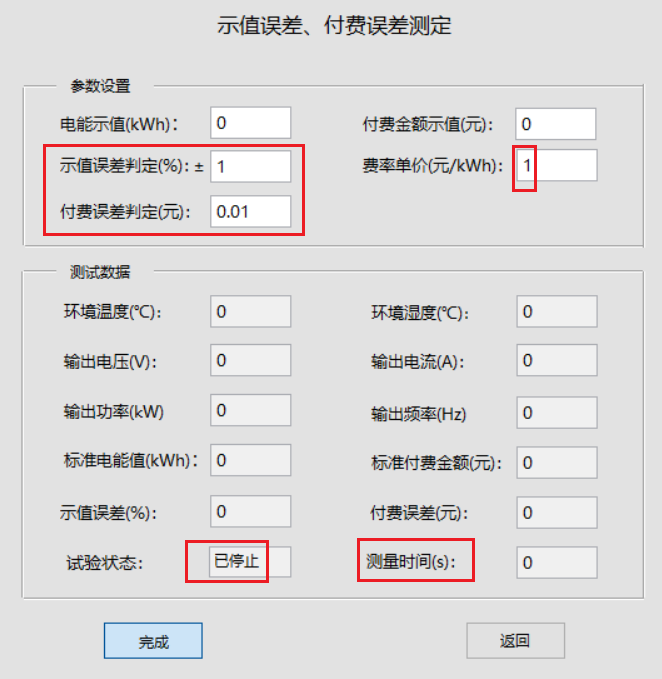 示值误差、付费误差测定
参数设置
电能示值(kWh): 0 付费金额示值(元): 0
示值误差判定(%): ± 1 费率单价(元/kWh): 1
付费误差判定(元): 0.01
测试数据
环境温度(℃): 0 环境湿度(℃): 0
输出电压(V): 0 输出电流(A): 0
输出功率(kW) 0 输出频率(Hz) 0
标准电能值(kWh): 0 标准付费金额(元): 0
示值误差(%): 0 付费误差(元): 0
试验状态: 已停止 测量时间(s): 0
完成 返回